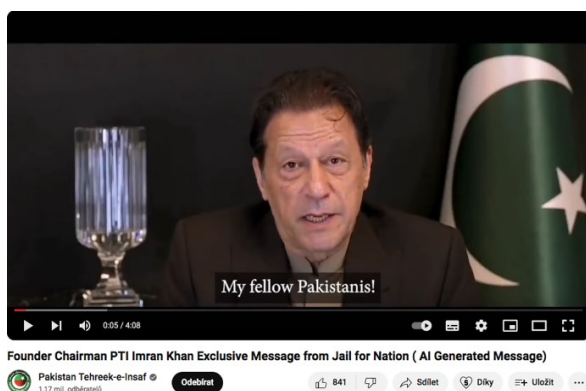 My fellow Pakistanis!
0:05 / 4:08
Founder Chairman PTI Imran Khan Exclusive Message from Jail for Nation ( AI Generated Message)
Pakistan Tehreek-e-Insaf
1,17 mil. odběratelů
Odebírat
841
Sdílet
Díky
Uložit